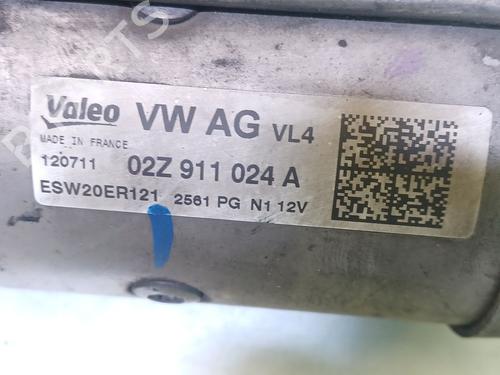 Valeo VW AG VL4
MADE IN FRANCE
120711 02Z 911 024 A
ESW20ER121 2561 PG N1 12V